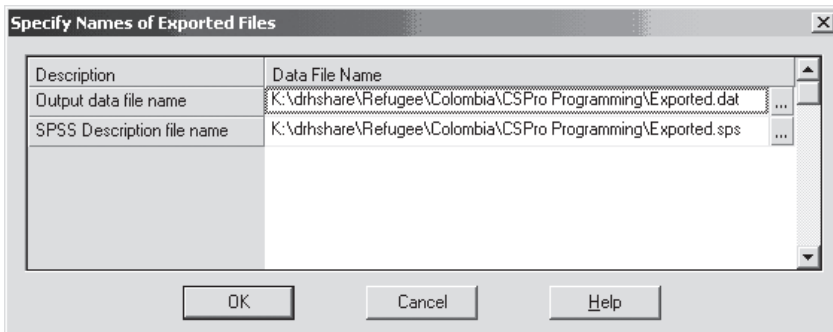 Specify Names of Exported Files
Description Data File Name
Output data file name K:\drhshare\Refugee\Colombia\CSPro Programming\Exported.dat ...
SPSS Description file name K:\drhshare\Refugee\Colombia\CSPro Programming\Exported.sps ...
OK Cancel Help